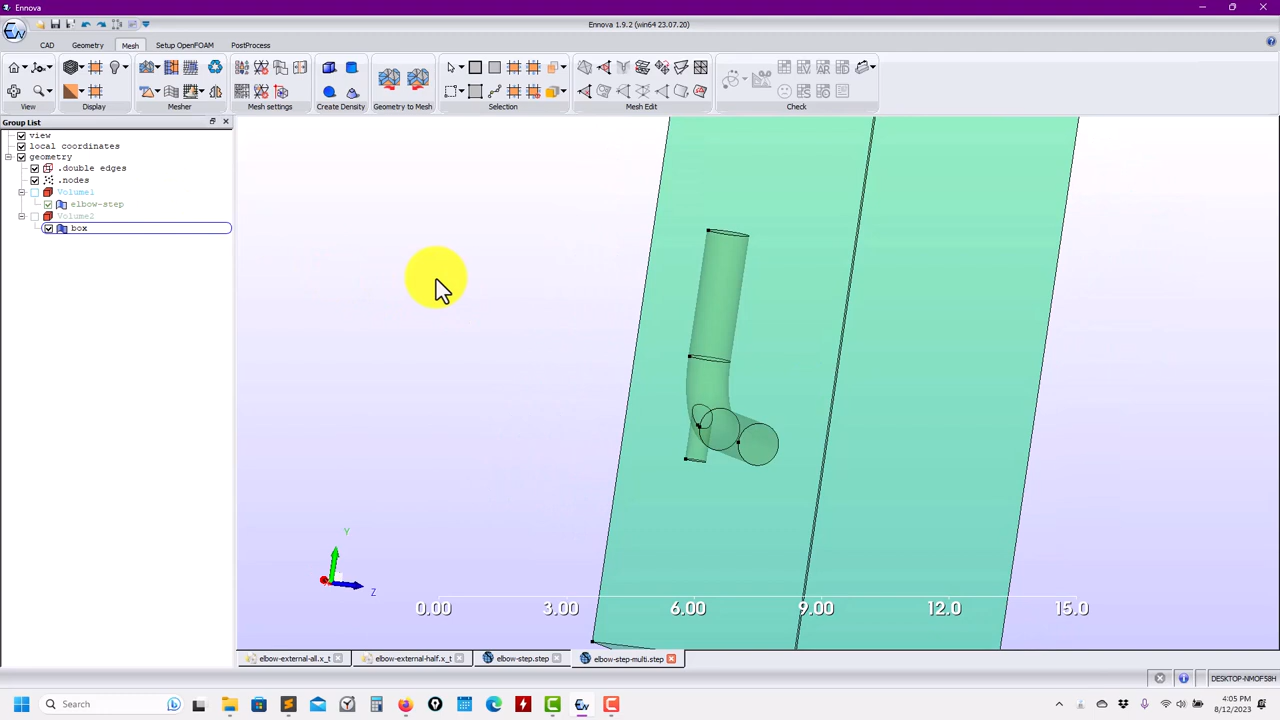 Ennova
Ennova 1.9.2 (win64 23.07.20)
CAD Geometry Mesh Setup OpenFOAM PostProcess
View Display Mesher Mesh settings Create Density Geometry to Mesh Selection Mesh Edit Check
Group List
view
local coordinates
geometry
.double edges
.nodes
Volume1
elbow-step
Volume2
box
Y
Z
0.00 3.00 6.00 9.00 12.0 15.0
elbow-external-all.x_t elbow-external-half.x_t elbow-step.step elbow-step-multi.step
DESKTOP-NMOF58H
Search
1:05 PM
8/12/2023